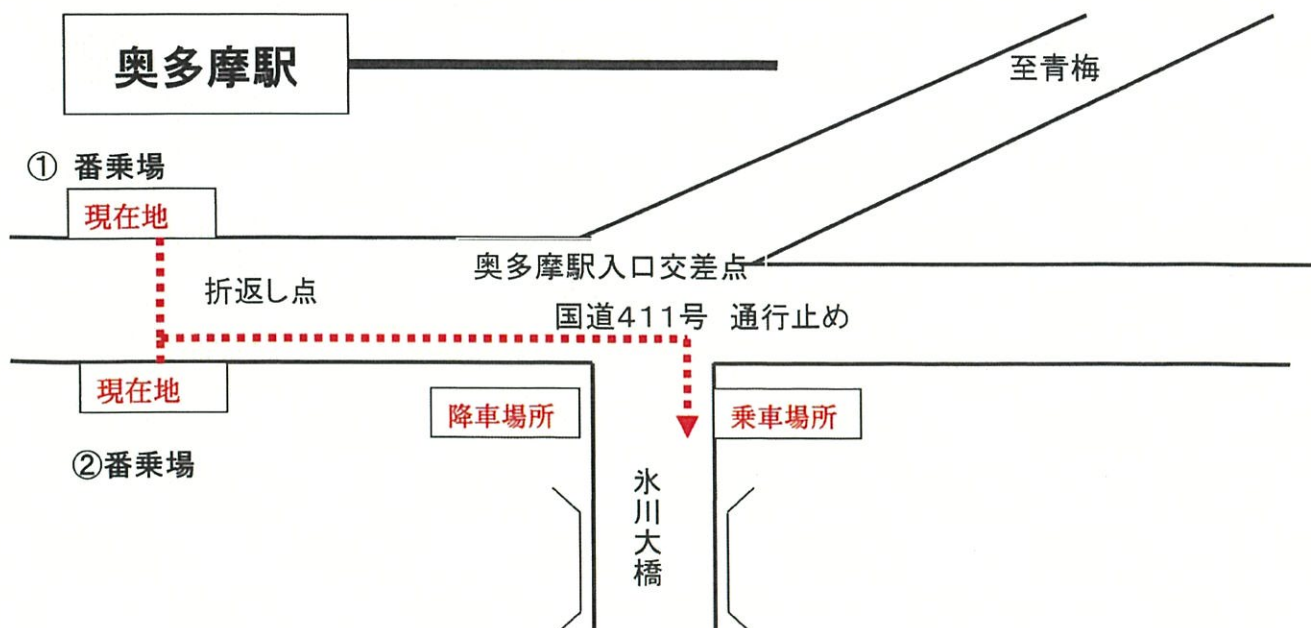 奥多摩駅
至青梅
① 番乗場
現在地
奥多摩駅入口交差点
折返し点
国道411号 通行止め
現在地
降車場所
乗車場所
②番乗場
氷川大橋